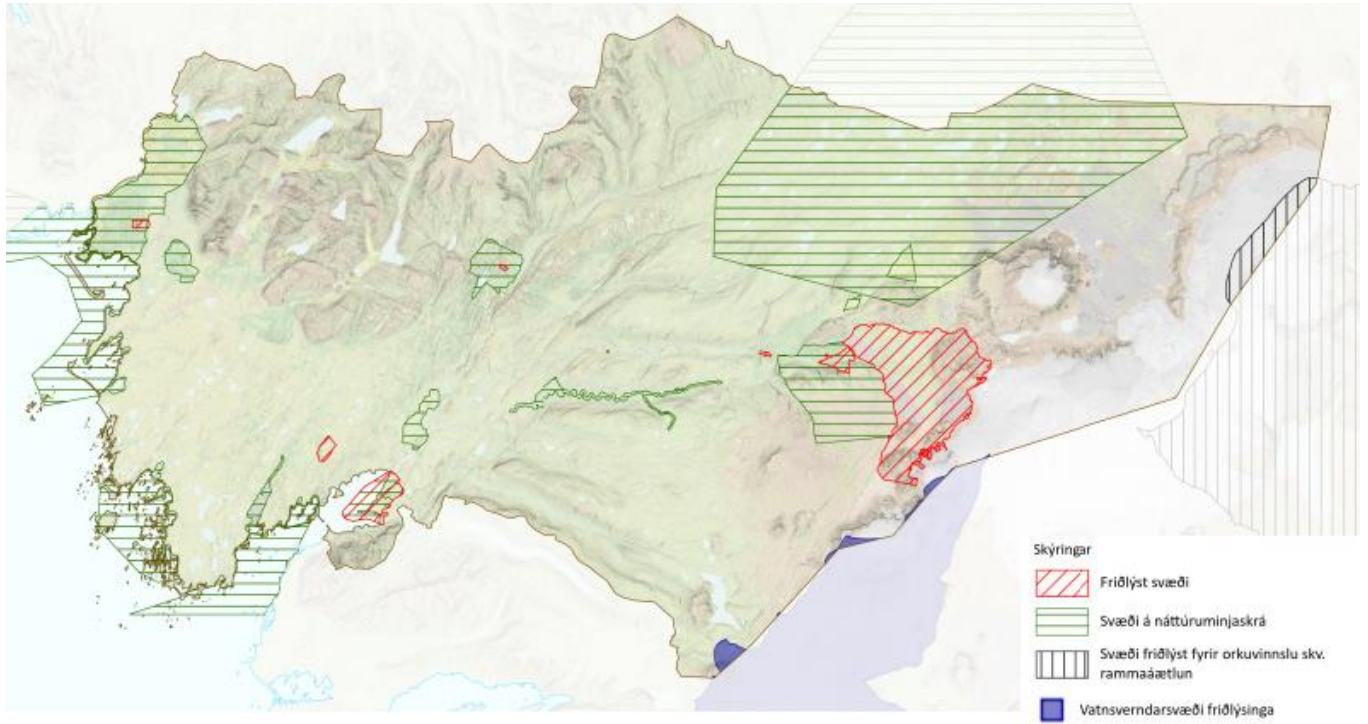 Skýringar
Friðlýst svæði
Svæði á náttúruminjaskrá
Svæði friðlýst fyrir orkuvinnslu skv.
rammaáætlun
Vatnsverndarsvæði friðlýsinga